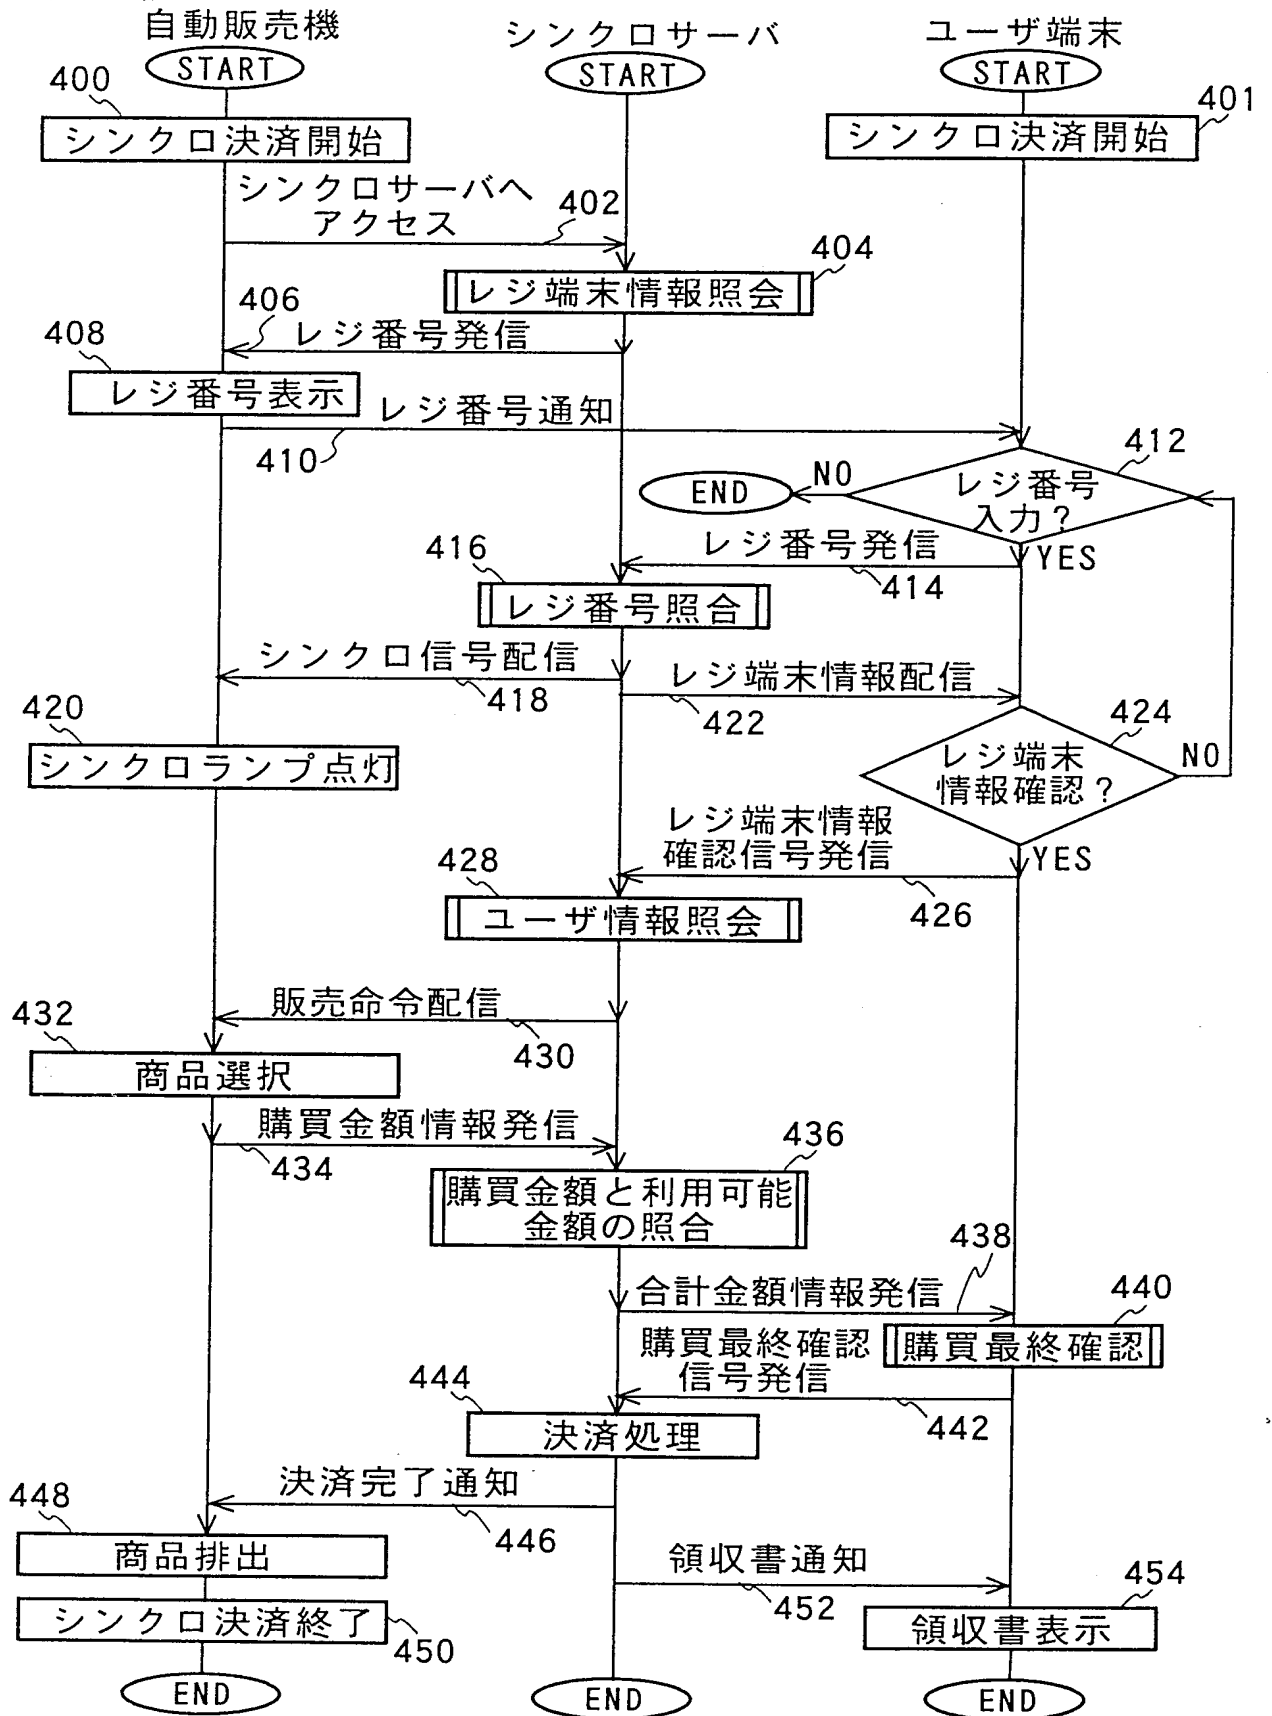 自動販売機
シンクロサーバ
ユーザ端末
START
START
START
400
シンクロ決済開始
401
シンクロ決済開始
シンクロサーバへ
アクセス
402
404
レジ端末情報照会
406
レジ番号発信
408
レジ番号表示
レジ番号通知
410
412
レジ番号
入力?
NO
END
YES
レジ番号発信
414
416
レジ番号照合
シンクロ信号配信
418
レジ端末情報配信
422
420
シンクロランプ点灯
424
レジ端末
情報確認?
NO
YES
レジ端末情報
確認信号発信
426
428
ユーザ情報照会
販売命令配信
430
432
商品選択
購買金額情報発信
434
436
購買金額と利用可能
金額の照合
438
合計金額情報発信
440
購買最終確認
購買最終確認
信号発信
442
444
決済処理
決済完了通知
446
448
商品排出
領収書通知
452
454
領収書表示
シンクロ決済終了
450
END
END
END